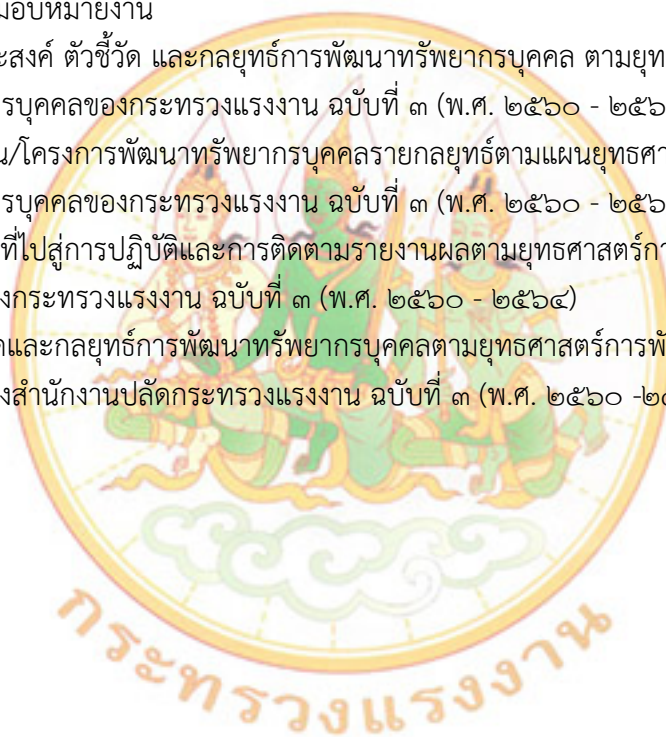 มอบหมายงาน
ะสงค์ ตัวชี้วัด และกลยุทธ์การพัฒนาทรัพยากรบุคคล ตามยุท
รบุคคลของกระทรวงแรงงาน ฉบับที่ ๓ (พ.ศ. ๒๕๖๐ - ๒๕๖
น/โครงการพัฒนาทรัพยากรบุคคลรายกลยุทธ์ตามแผนยุทธศา
รบุคคลของกระทรวงแรงงาน ฉบับที่ ๓ (พ.ศ. ๒๕๖๐ - ๒๕๖
ที่ไปสู่การปฏิบัติและการติดตามรายงานผลตามยุทธศาสตร์กา
งกระทรวงแรงงาน ฉบับที่ ๓ (พ.ศ. ๒๕๖๐ - ๒๕๖๔)
และกลยุทธ์การพัฒนาทรัพยากรบุคคลตามยุทธศาสตร์การพั
งสำนักงานปลัดกระทรวงแรงงาน ฉบับที่ ๓ (พ.ศ. ๒๕๖๐ -๒๕
กระทรวงแรงงาน